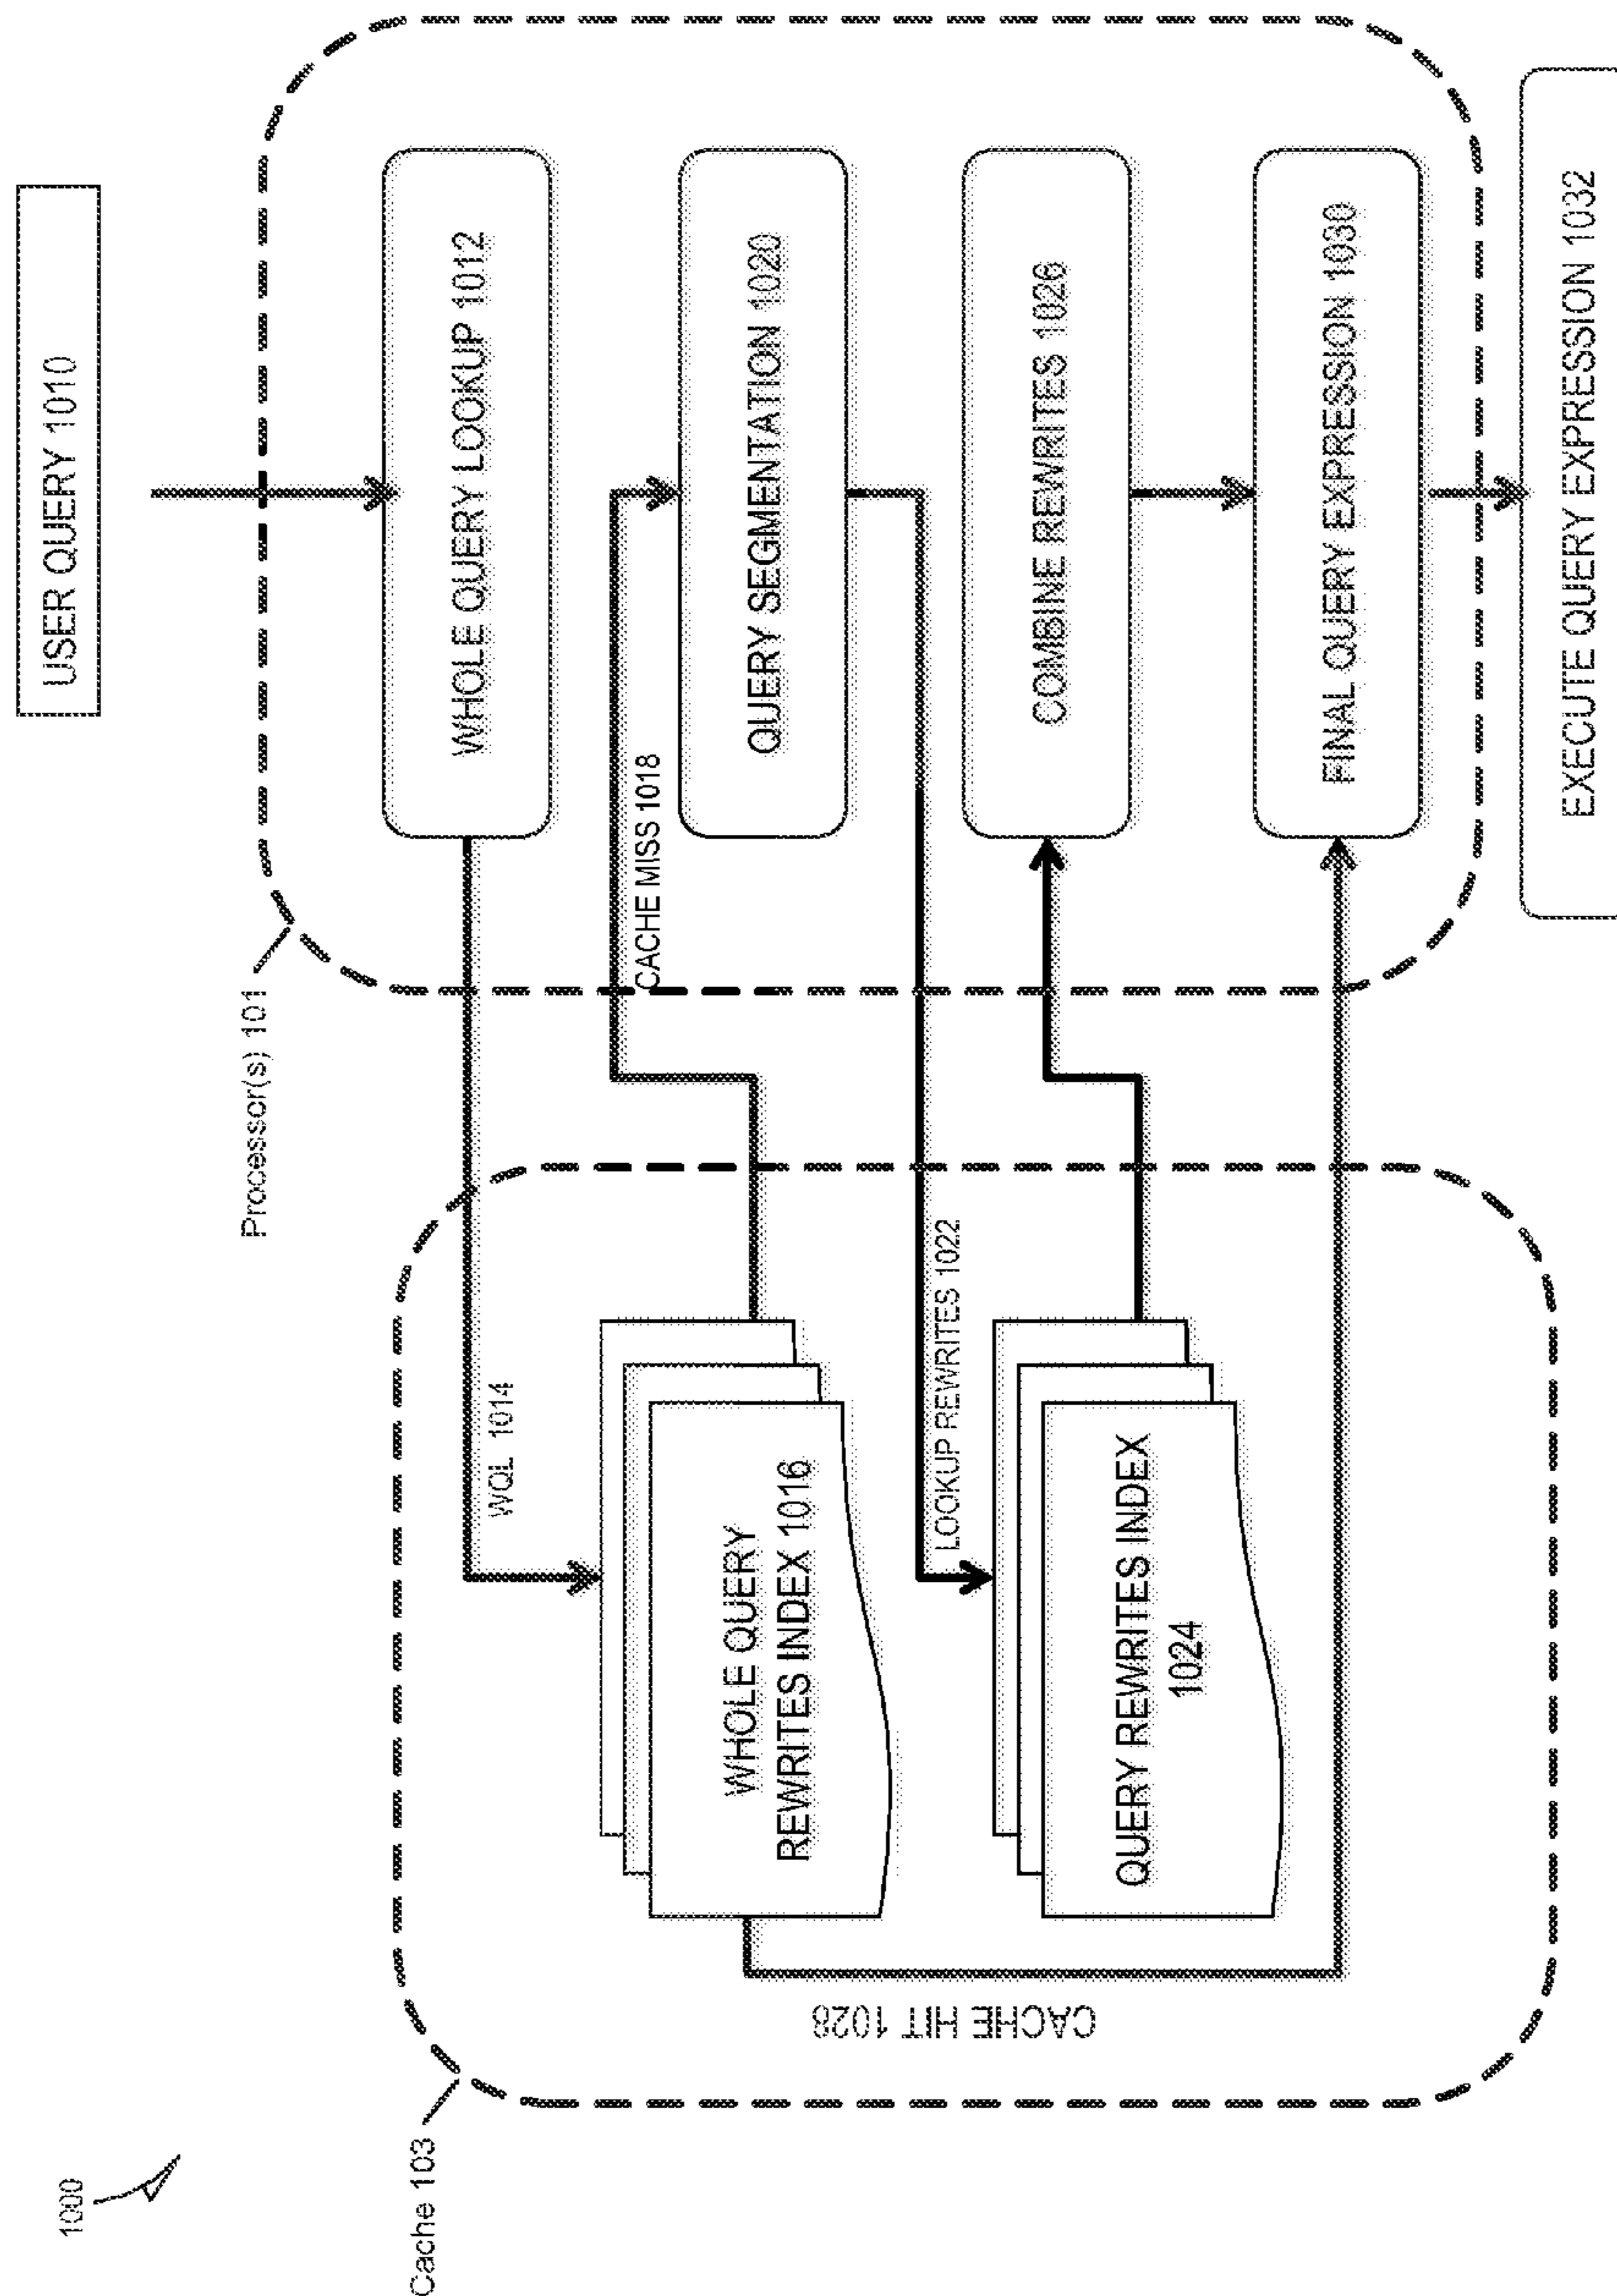 1000
USER QUERY 1010
Processor(s) 101
Cache 103
WHOLE QUERY LOOKUP 1012
WQL 1014
WHOLE QUERY
REWRITES INDEX 1016
CACHE MISS 1018
QUERY SEGMENTATION 1020
LOOKUP REWRITES 1022
QUERY REWRITES INDEX
1024
COMBINE REWRITES 1026
CACHE HIT 1028
FINAL QUERY EXPRESSION 1030
EXECUTE QUERY EXPRESSION 1032